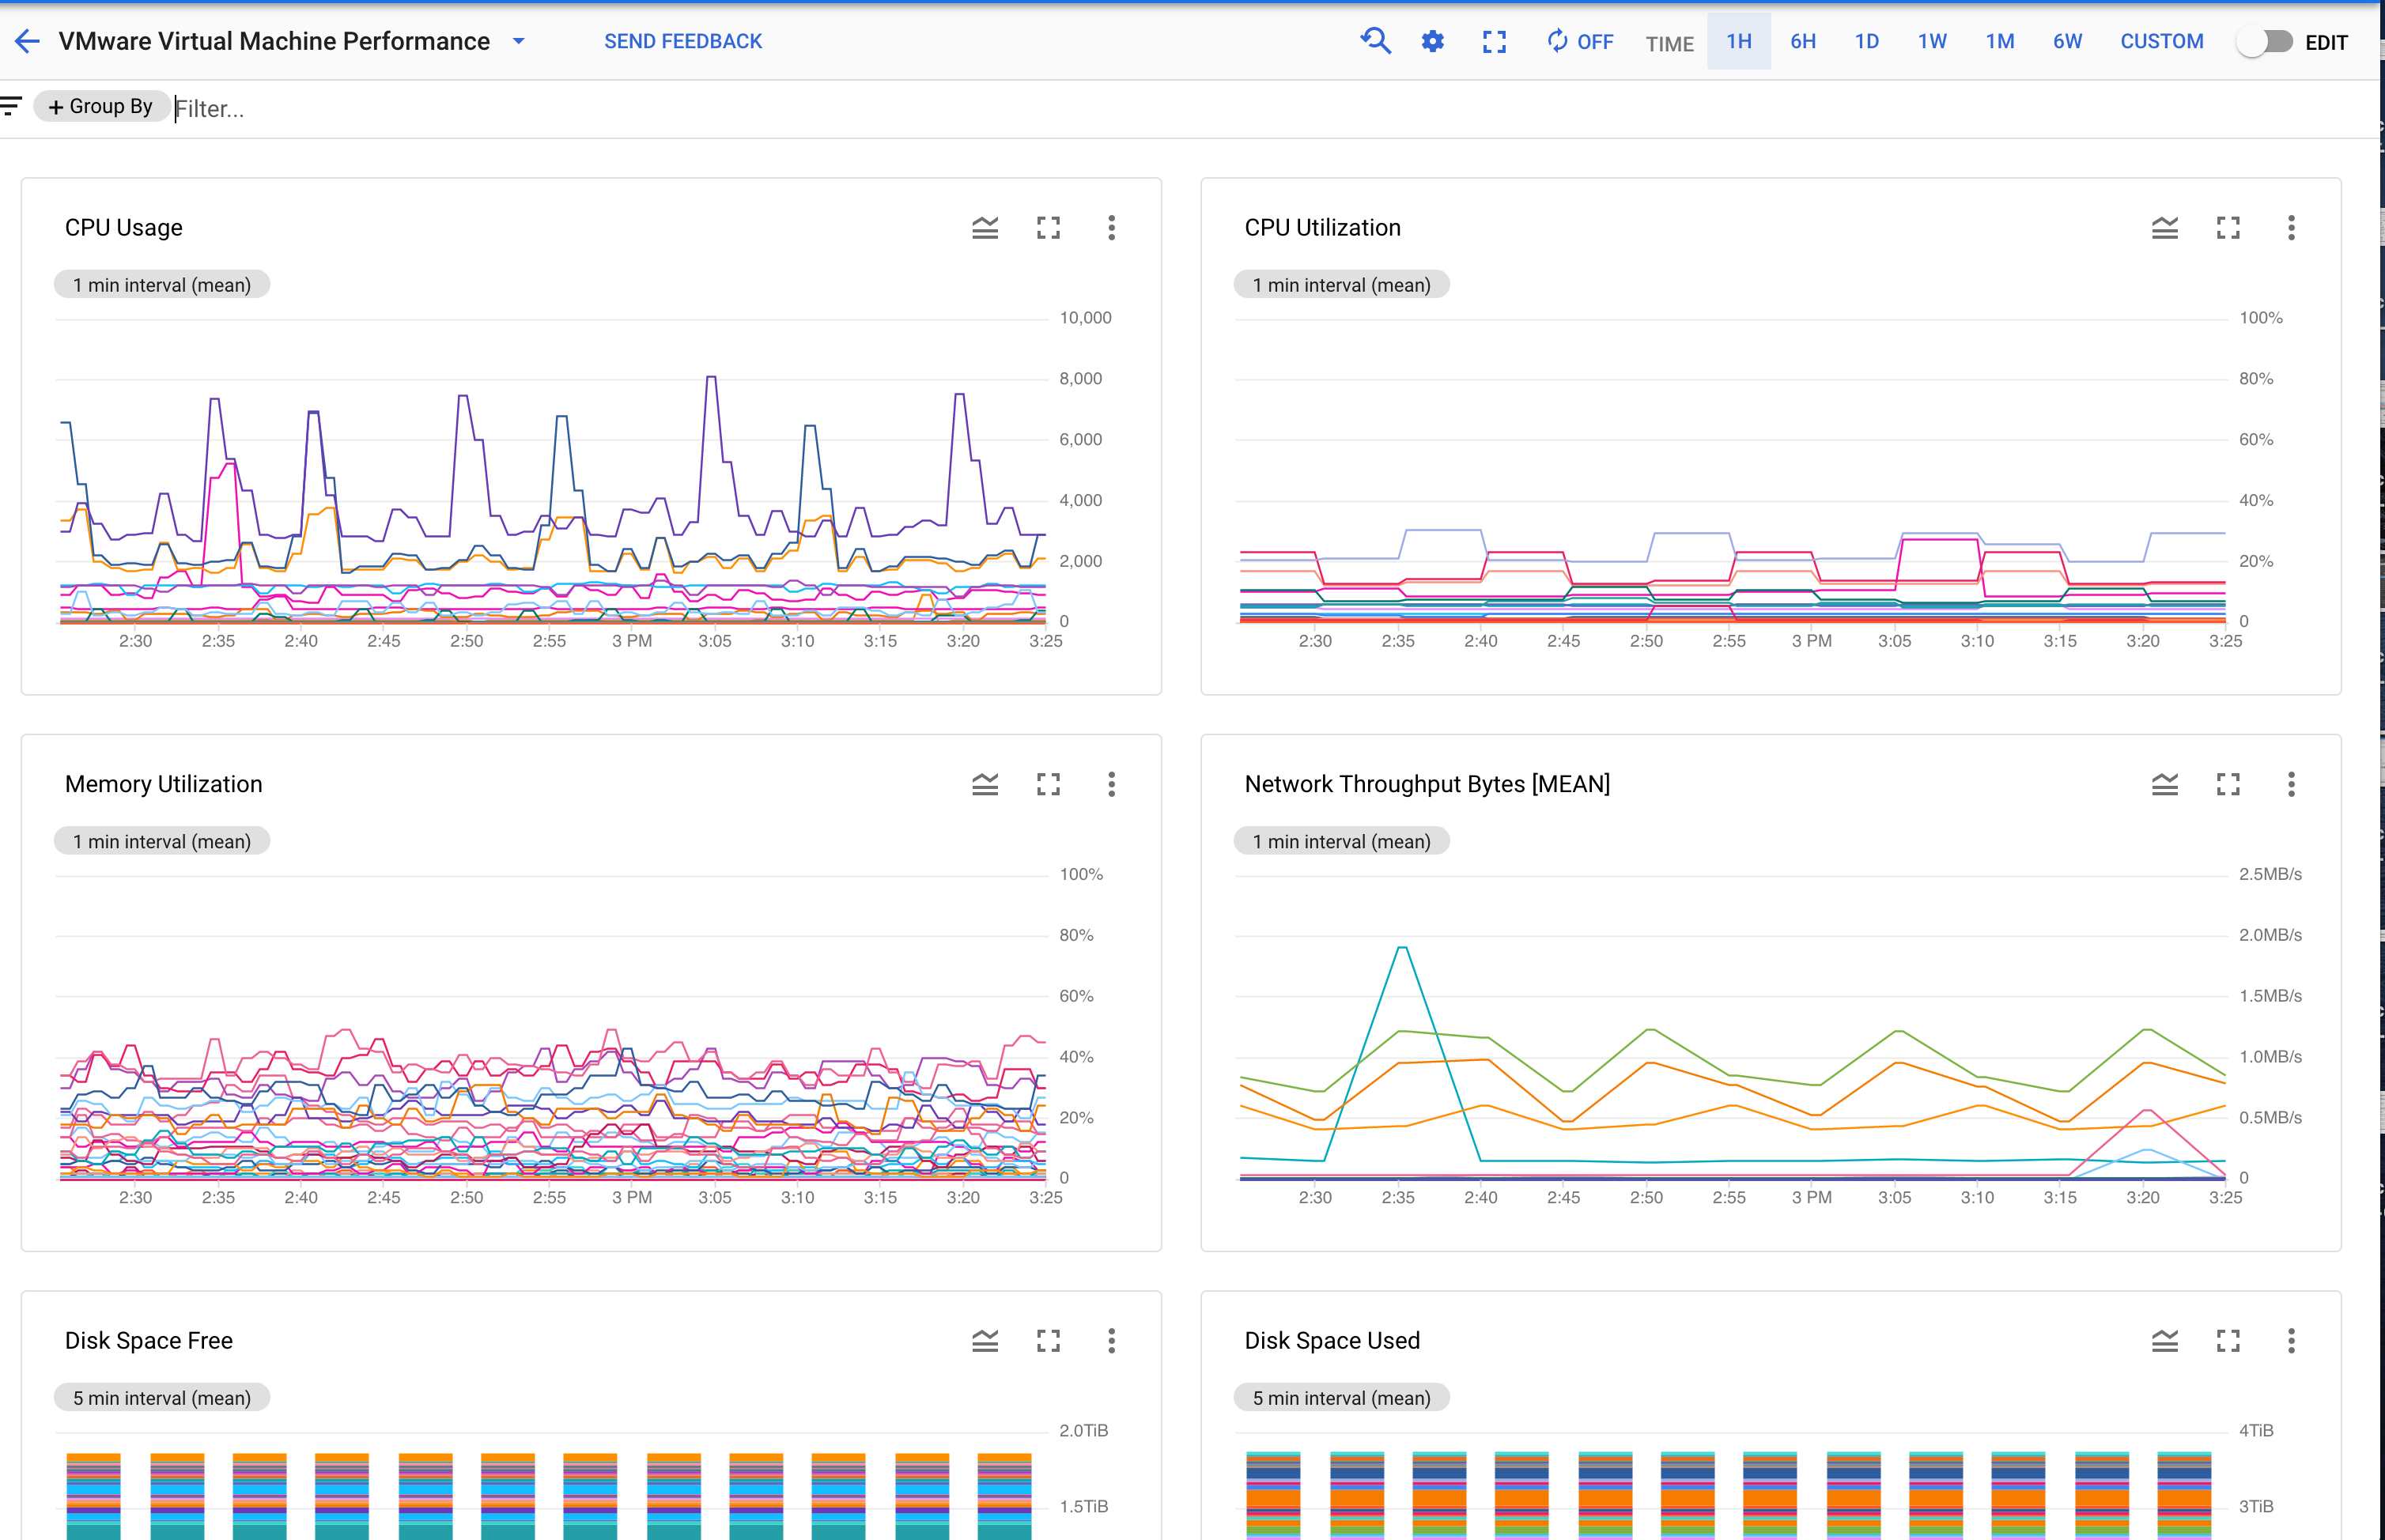 VMware Virtual Machine Performance SEND FEEDBACK OFF TIME 1H 6H 1D 1W 1M 6W CUSTOM EDIT
+ Group By Filter...
CPU Usage
1 min interval (mean)
10,000
8,000
6,000
4,000
2,000
0
2:30 2:35 2:40 2:45 2:50 2:55 3 PM 3:05 3:10 3:15 3:20 3:25
CPU Utilization
1 min interval (mean)
100%
80%
60%
40%
20%
0
2:30 2:35 2:40 2:45 2:50 2:55 3 PM 3:05 3:10 3:15 3:20 3:25
Memory Utilization
1 min interval (mean)
100%
80%
60%
40%
20%
0
2:30 2:35 2:40 2:45 2:50 2:55 3 PM 3:05 3:10 3:15 3:20 3:25
Network Throughput Bytes [MEAN]
1 min interval (mean)
2.5MB/s
2.0MB/s
1.5MB/s
1.0MB/s
0.5MB/s
0
2:30 2:35 2:40 2:45 2:50 2:55 3 PM 3:05 3:10 3:15 3:20 3:25
Disk Space Free
5 min interval (mean)
2.0TiB
1.5TiB
Disk Space Used
5 min interval (mean)
4TiB
3TiB